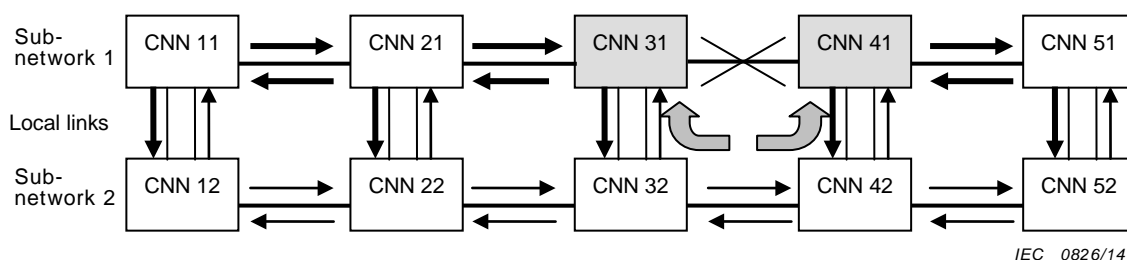 Sub-
network 1
CNN 11
CNN 21
CNN 31
CNN 41
CNN 51
Local links
Sub-
network 2
CNN 12
CNN 22
CNN 32
CNN 42
CNN 52
IEC 0826/14